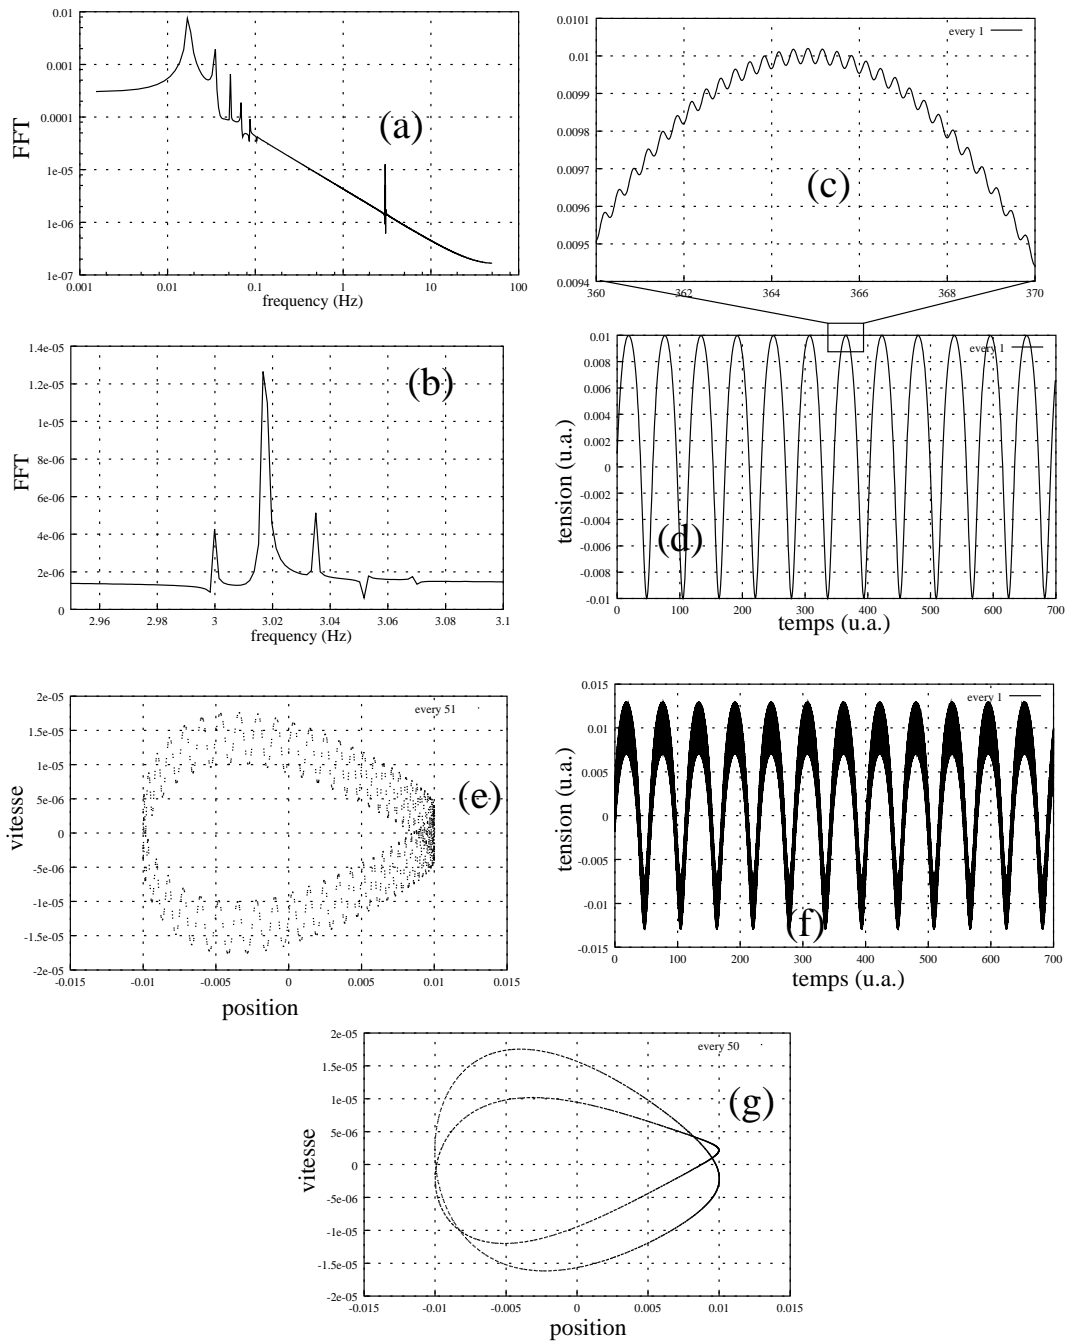 0.01
0.001
0.0001
1e-05
1e-06
1e-07
FFT
(a)
0.001 0.01 0.1 1 10 100
frequency (Hz)
0.0101
0.01
0.0099
0.0098
0.0097
0.0096
0.0095
0.0094
every 1
(c)
360 362 364 366 368 370
1.4e-05
1.2e-05
1e-05
8e-06
6e-06
4e-06
2e-06
0
FFT
(b)
2.96 2.98 3 3.02 3.04 3.06 3.08 3.1
frequency (Hz)
0.01
0.008
0.006
0.004
0.002
0
-0.002
-0.004
-0.006
-0.008
-0.01
tension (u.a.)
every 1
(d)
0 100 200 300 400 500 600 700
temps (u.a.)
2e-05
1.5e-05
1e-05
5e-06
0
-5e-06
-1e-05
-1.5e-05
-2e-05
vitesse
every 51
(e)
-0.015 -0.01 -0.005 0 0.005 0.01 0.015
position
0.015
0.01
0.005
0
-0.005
-0.01
-0.015
tension (u.a.)
every 1
(f)
0 100 200 300 400 500 600 700
temps (u.a.)
2e-05
1.5e-05
1e-05
5e-06
0
-5e-06
-1e-05
-1.5e-05
-2e-05
vitesse
every 50
(g)
-0.015 -0.01 -0.005 0 0.005 0.01 0.015
position